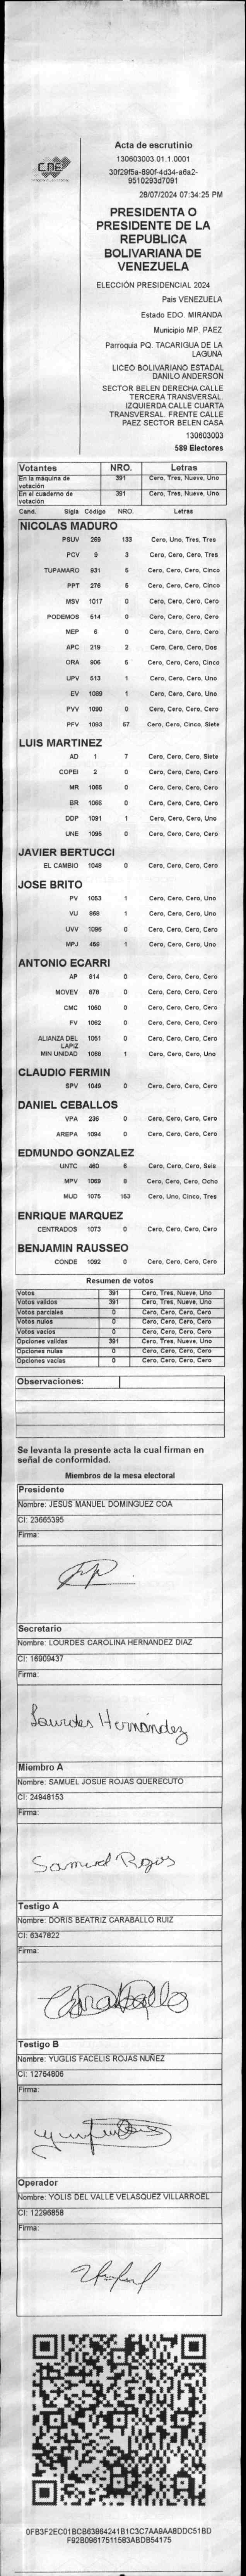 CNE
Acta de escrutinio
130603003.01.1.0001
30f29f5a-890f-4d34-a6a2-
9510293d7091
28/07/2024 07:34:25 PM
PRESIDENTA O
PRESIDENTE DE LA
REPUBLICA
BOLIVARIANA DE
VENEZUELA
ELECCIÓN PRESIDENCIAL 2024
Pais VENEZUELA
Estado EDO. MIRANDA
Municipio MP. PAEZ
Parroquia PQ. TACARIGUA DE LA
LAGUNA
LICEO BOLIVARIANO ESTADAL
DANILO ANDERSON
SECTOR BELEN DERECHA CALLE
TERCERA TRANSVERSAL.
IZQUIERDA CALLE CUARTA
TRANSVERSAL. FRENTE CALLE
PAEZ SECTOR BELEN CASA
130603003
589 Electores
Votantes NRO. Letras
En la máquina de votación 391 Cero, Tres, Nueve, Uno
En el cuaderno de votación 391 Cero, Tres, Nueve, Uno
Cand. Sigla Código NRO. Letras
NICOLAS MADURO
PSUV 269 133 Cero, Uno, Tres, Tres
PCV 9 3 Cero, Cero, Cero, Tres
TUPAMARO 931 5 Cero, Cero, Cero, Cinco
PPT 276 5 Cero, Cero, Cero, Cinco
MSV 1017 0 Cero, Cero, Cero, Cero
PODEMOS 514 0 Cero, Cero, Cero, Cero
MEP 6 0 Cero, Cero, Cero, Cero
APC 219 2 Cero, Cero, Cero, Dos
ORA 906 5 Cero, Cero, Cero, Cinco
UPV 513 1 Cero, Cero, Cero, Uno
EV 1089 1 Cero, Cero, Cero, Uno
PVV 1090 0 Cero, Cero, Cero, Cero
PFV 1093 57 Cero, Cero, Cinco, Siete
LUIS MARTINEZ
AD 1 7 Cero, Cero, Cero, Siete
COPEI 2 0 Cero, Cero, Cero, Cero
MR 1065 0 Cero, Cero, Cero, Cero
BR 1066 0 Cero, Cero, Cero, Cero
DDP 1091 1 Cero, Cero, Cero, Uno
UNE 1095 0 Cero, Cero, Cero, Cero
JAVIER BERTUCCI
EL CAMBIO 1048 0 Cero, Cero, Cero, Cero
JOSE BRITO
PV 1053 1 Cero, Cero, Cero, Uno
VU 868 1 Cero, Cero, Cero, Uno
UVV 1096 0 Cero, Cero, Cero, Cero
MPJ 458 1 Cero, Cero, Cero, Uno
ANTONIO ECARRI
AP 814 0 Cero, Cero, Cero, Cero
MOVEV 878 0 Cero, Cero, Cero, Cero
CMC 1050 0 Cero, Cero, Cero, Cero
FV 1062 0 Cero, Cero, Cero, Cero
ALIANZA DEL LAPIZ 1051 0 Cero, Cero, Cero, Cero
MIN UNIDAD 1068 1 Cero, Cero, Cero, Uno
CLAUDIO FERMIN
SPV 1049 0 Cero, Cero, Cero, Cero
DANIEL CEBALLOS
VPA 236 0 Cero, Cero, Cero, Cero
AREPA 1094 0 Cero, Cero, Cero, Cero
EDMUNDO GONZALEZ
UNTC 460 6 Cero, Cero, Cero, Seis
MPV 1069 8 Cero, Cero, Cero, Ocho
MUD 1075 153 Cero, Uno, Cinco, Tres
ENRIQUE MARQUEZ
CENTRADOS 1073 0 Cero, Cero, Cero, Cero
BENJAMIN RAUSSEO
CONDE 1092 0 Cero, Cero, Cero, Cero
Resumen de votos
Votos 391 Cero, Tres, Nueve, Uno
Votos validos 391 Cero, Tres, Nueve, Uno
Votos parciales 0 Cero, Cero, Cero, Cero
Votos nulos 0 Cero, Cero, Cero, Cero
Votos vacios 0 Cero, Cero, Cero, Cero
Opciones validas 391 Cero, Tres, Nueve, Uno
Opciones nulas 0 Cero, Cero, Cero, Cero
Opciones vacias 0 Cero, Cero, Cero, Cero
Observaciones:
Se levanta la presente acta la cual firman en
señal de conformidad.
Miembros de la mesa electoral
Presidente
Nombre: JESUS MANUEL DOMINGUEZ COA
CI: 23665395
Firma:
Secretario
Nombre: LOURDES CAROLINA HERNANDEZ DIAZ
CI: 16909437
Firma:
Lourdes Hernández
Miembro A
Nombre: SAMUEL JOSUE ROJAS QUERECUTO
CI: 24948153
Firma:
Samuel Rojas
Testigo A
Nombre: DORIS BEATRIZ CARABALLO RUIZ
CI: 6347822
Firma:
Caraballo
Testigo B
Nombre: YUGLIS FACELIS ROJAS NUÑEZ
CI: 12764806
Firma:
Operador
Nombre: YOLIS DEL VALLE VELASQUEZ VILLARROEL
CI: 12296858
Firma:
0FB3F2EC01BCB63864241B1C3C7AA9AA8DDC51BD
F92B09617511583ABDB54175